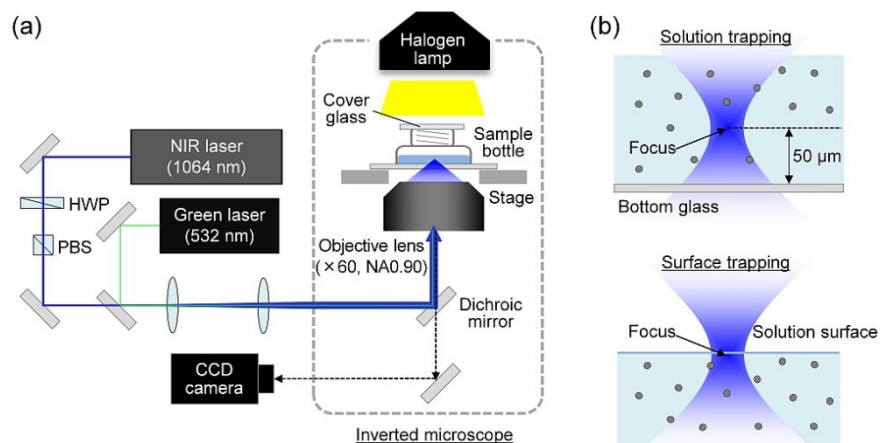 (a)
Halogen
lamp
Cover
glass
Sample
bottle
NIR laser
(1064 nm)
HWP
Green laser
(532 nm)
PBS
Stage
Objective lens
(×60, NA0.90)
Dichroic
mirror
CCD
camera
Inverted microscope
(b)
Solution trapping
Focus
50 μm
Bottom glass
Surface trapping
Focus
Solution surface